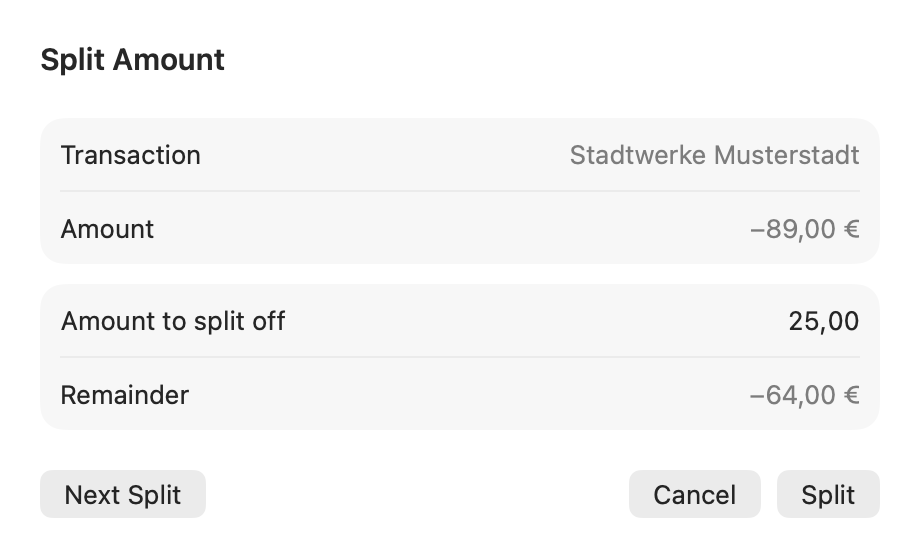 Split Amount
Transaction Stadtwerke Musterstadt
Amount –89,00 €
Amount to split off 25,00
Remainder –64,00 €
Next Split Cancel Split